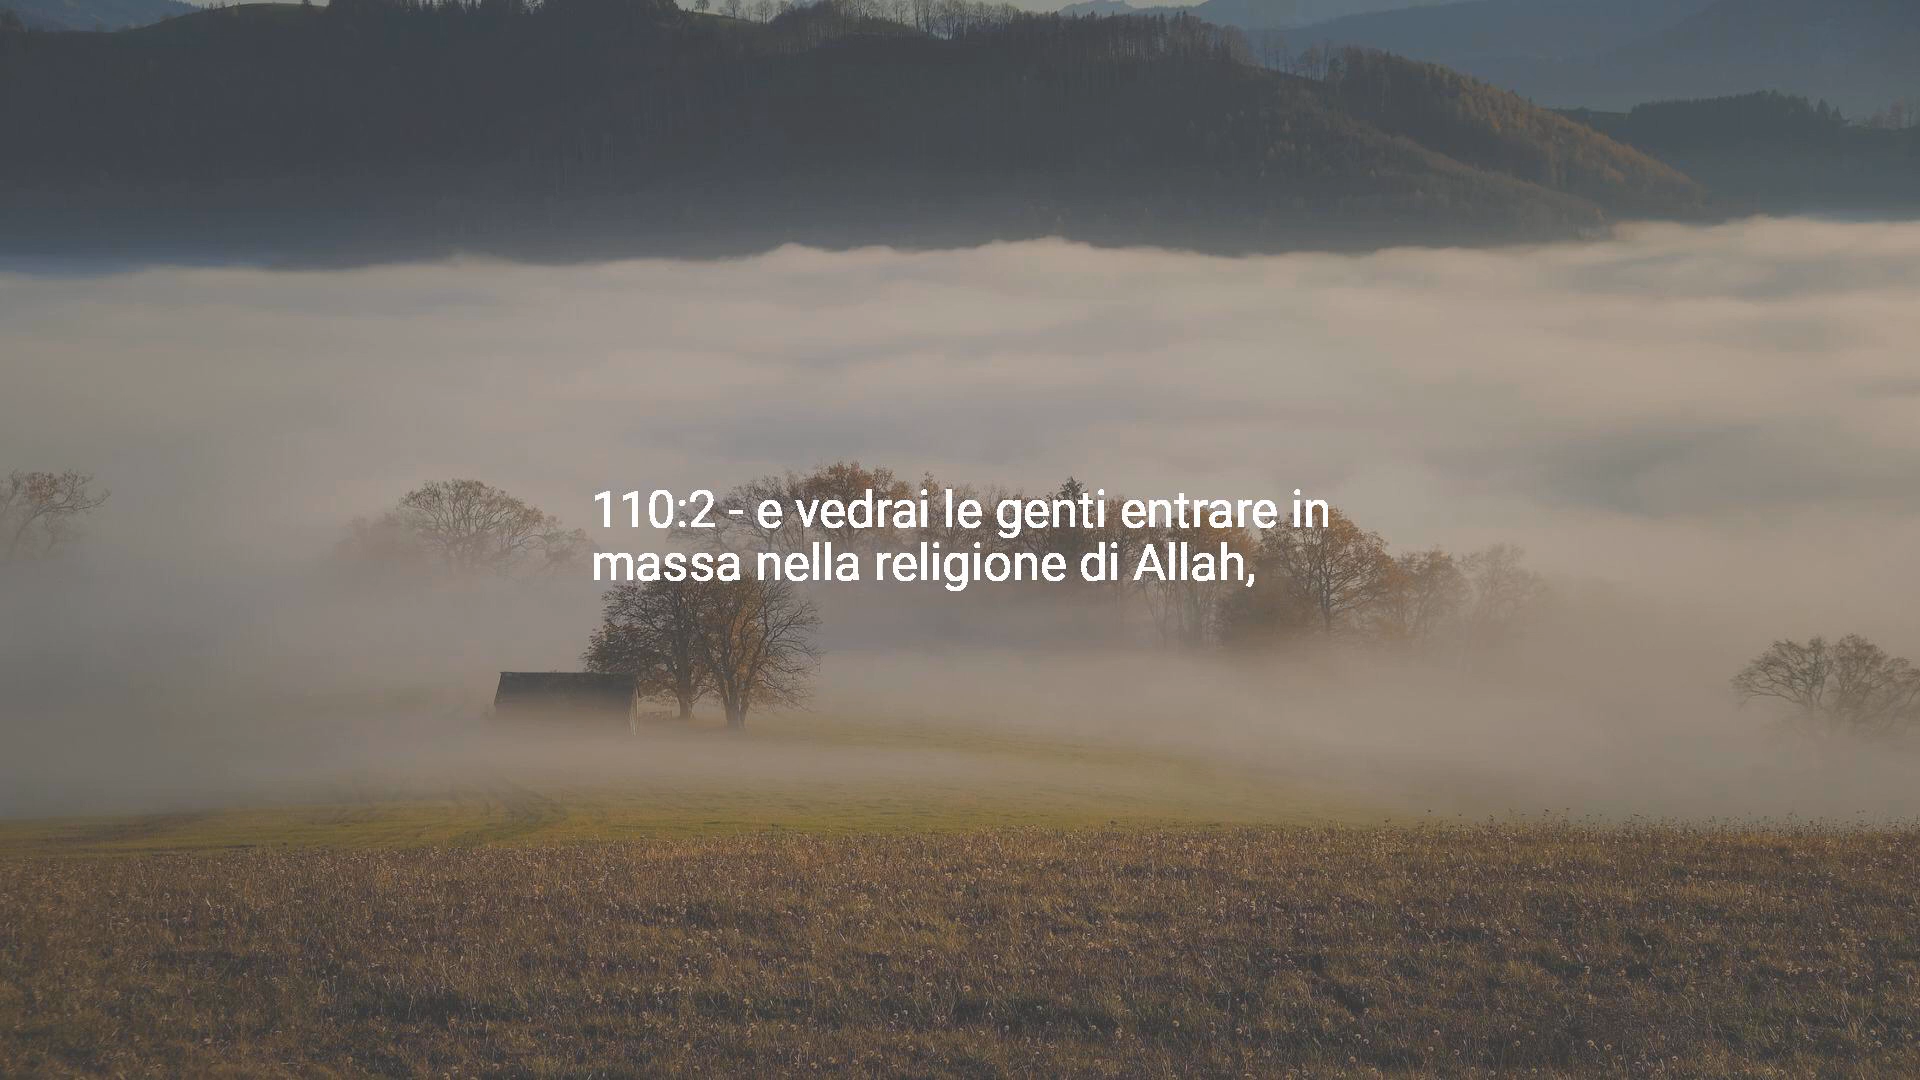 110:2 - e vedrai le genti entrare in
massa nella religione di Allah,